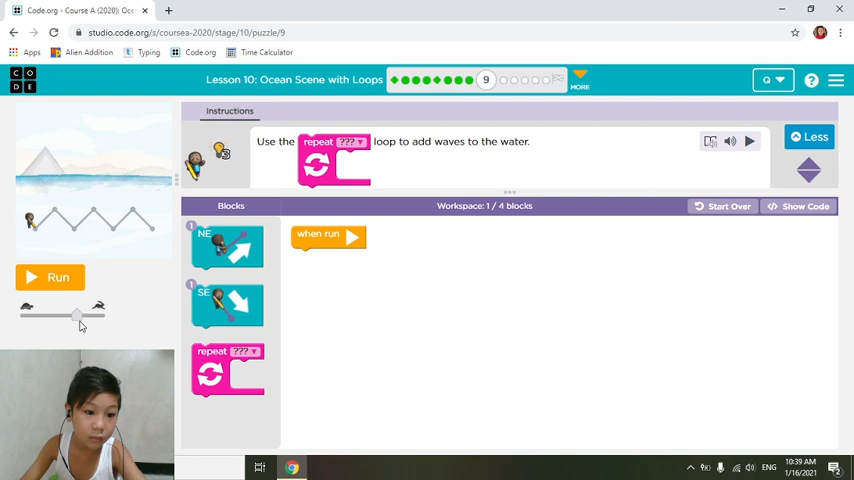 Code.org - Course A (2020): Oce
studio.code.org/s/coursea-2020/stage/10/puzzle/9
Apps
Alien Addition
Typing
Code.org
Time Calculator
C O
D E
Lesson 10: Ocean Scene with Loops
9
MORE
Q
?
Instructions
3
Use the
repeat ???
loop to add waves to the water.
Less
Blocks
Workspace: 1 / 4 blocks
Start Over
Show Code
1
NE
when run
Run
1
SE
repeat ???
ENG
10:39 AM
1/16/2021
2